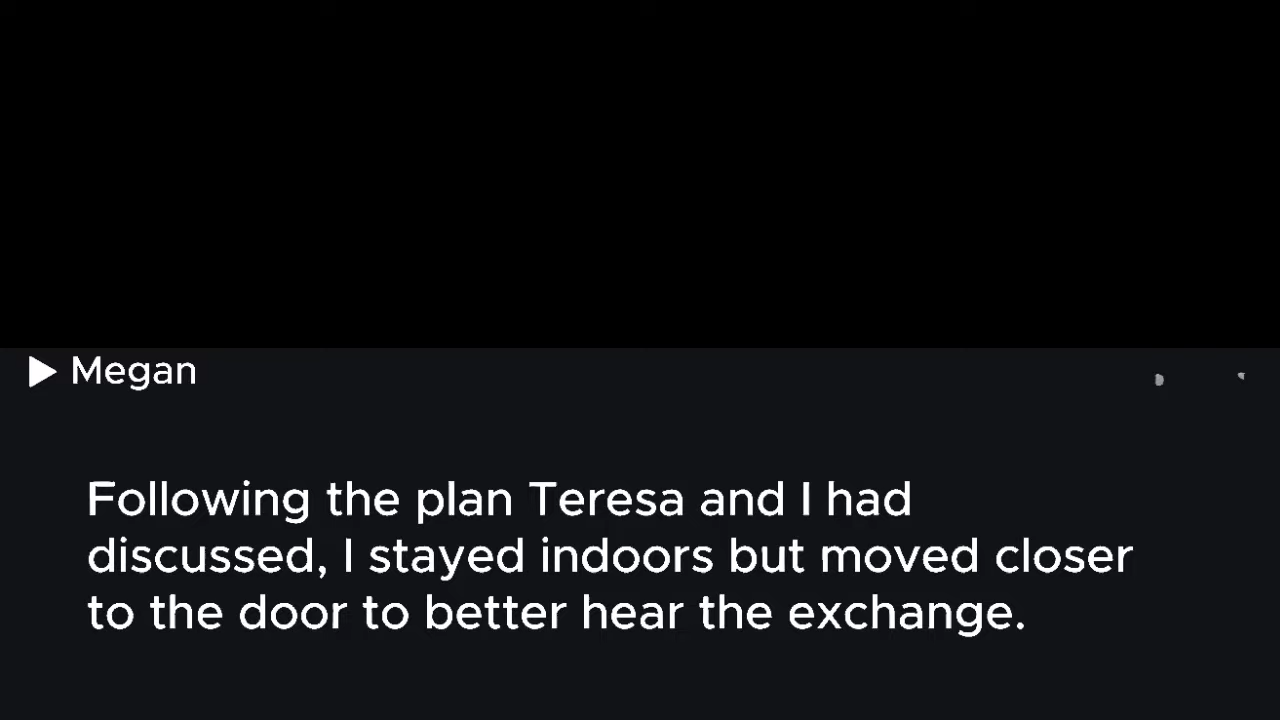 Megan
Following the plan Teresa and I had
discussed, I stayed indoors but moved closer
to the door to better hear the exchange.